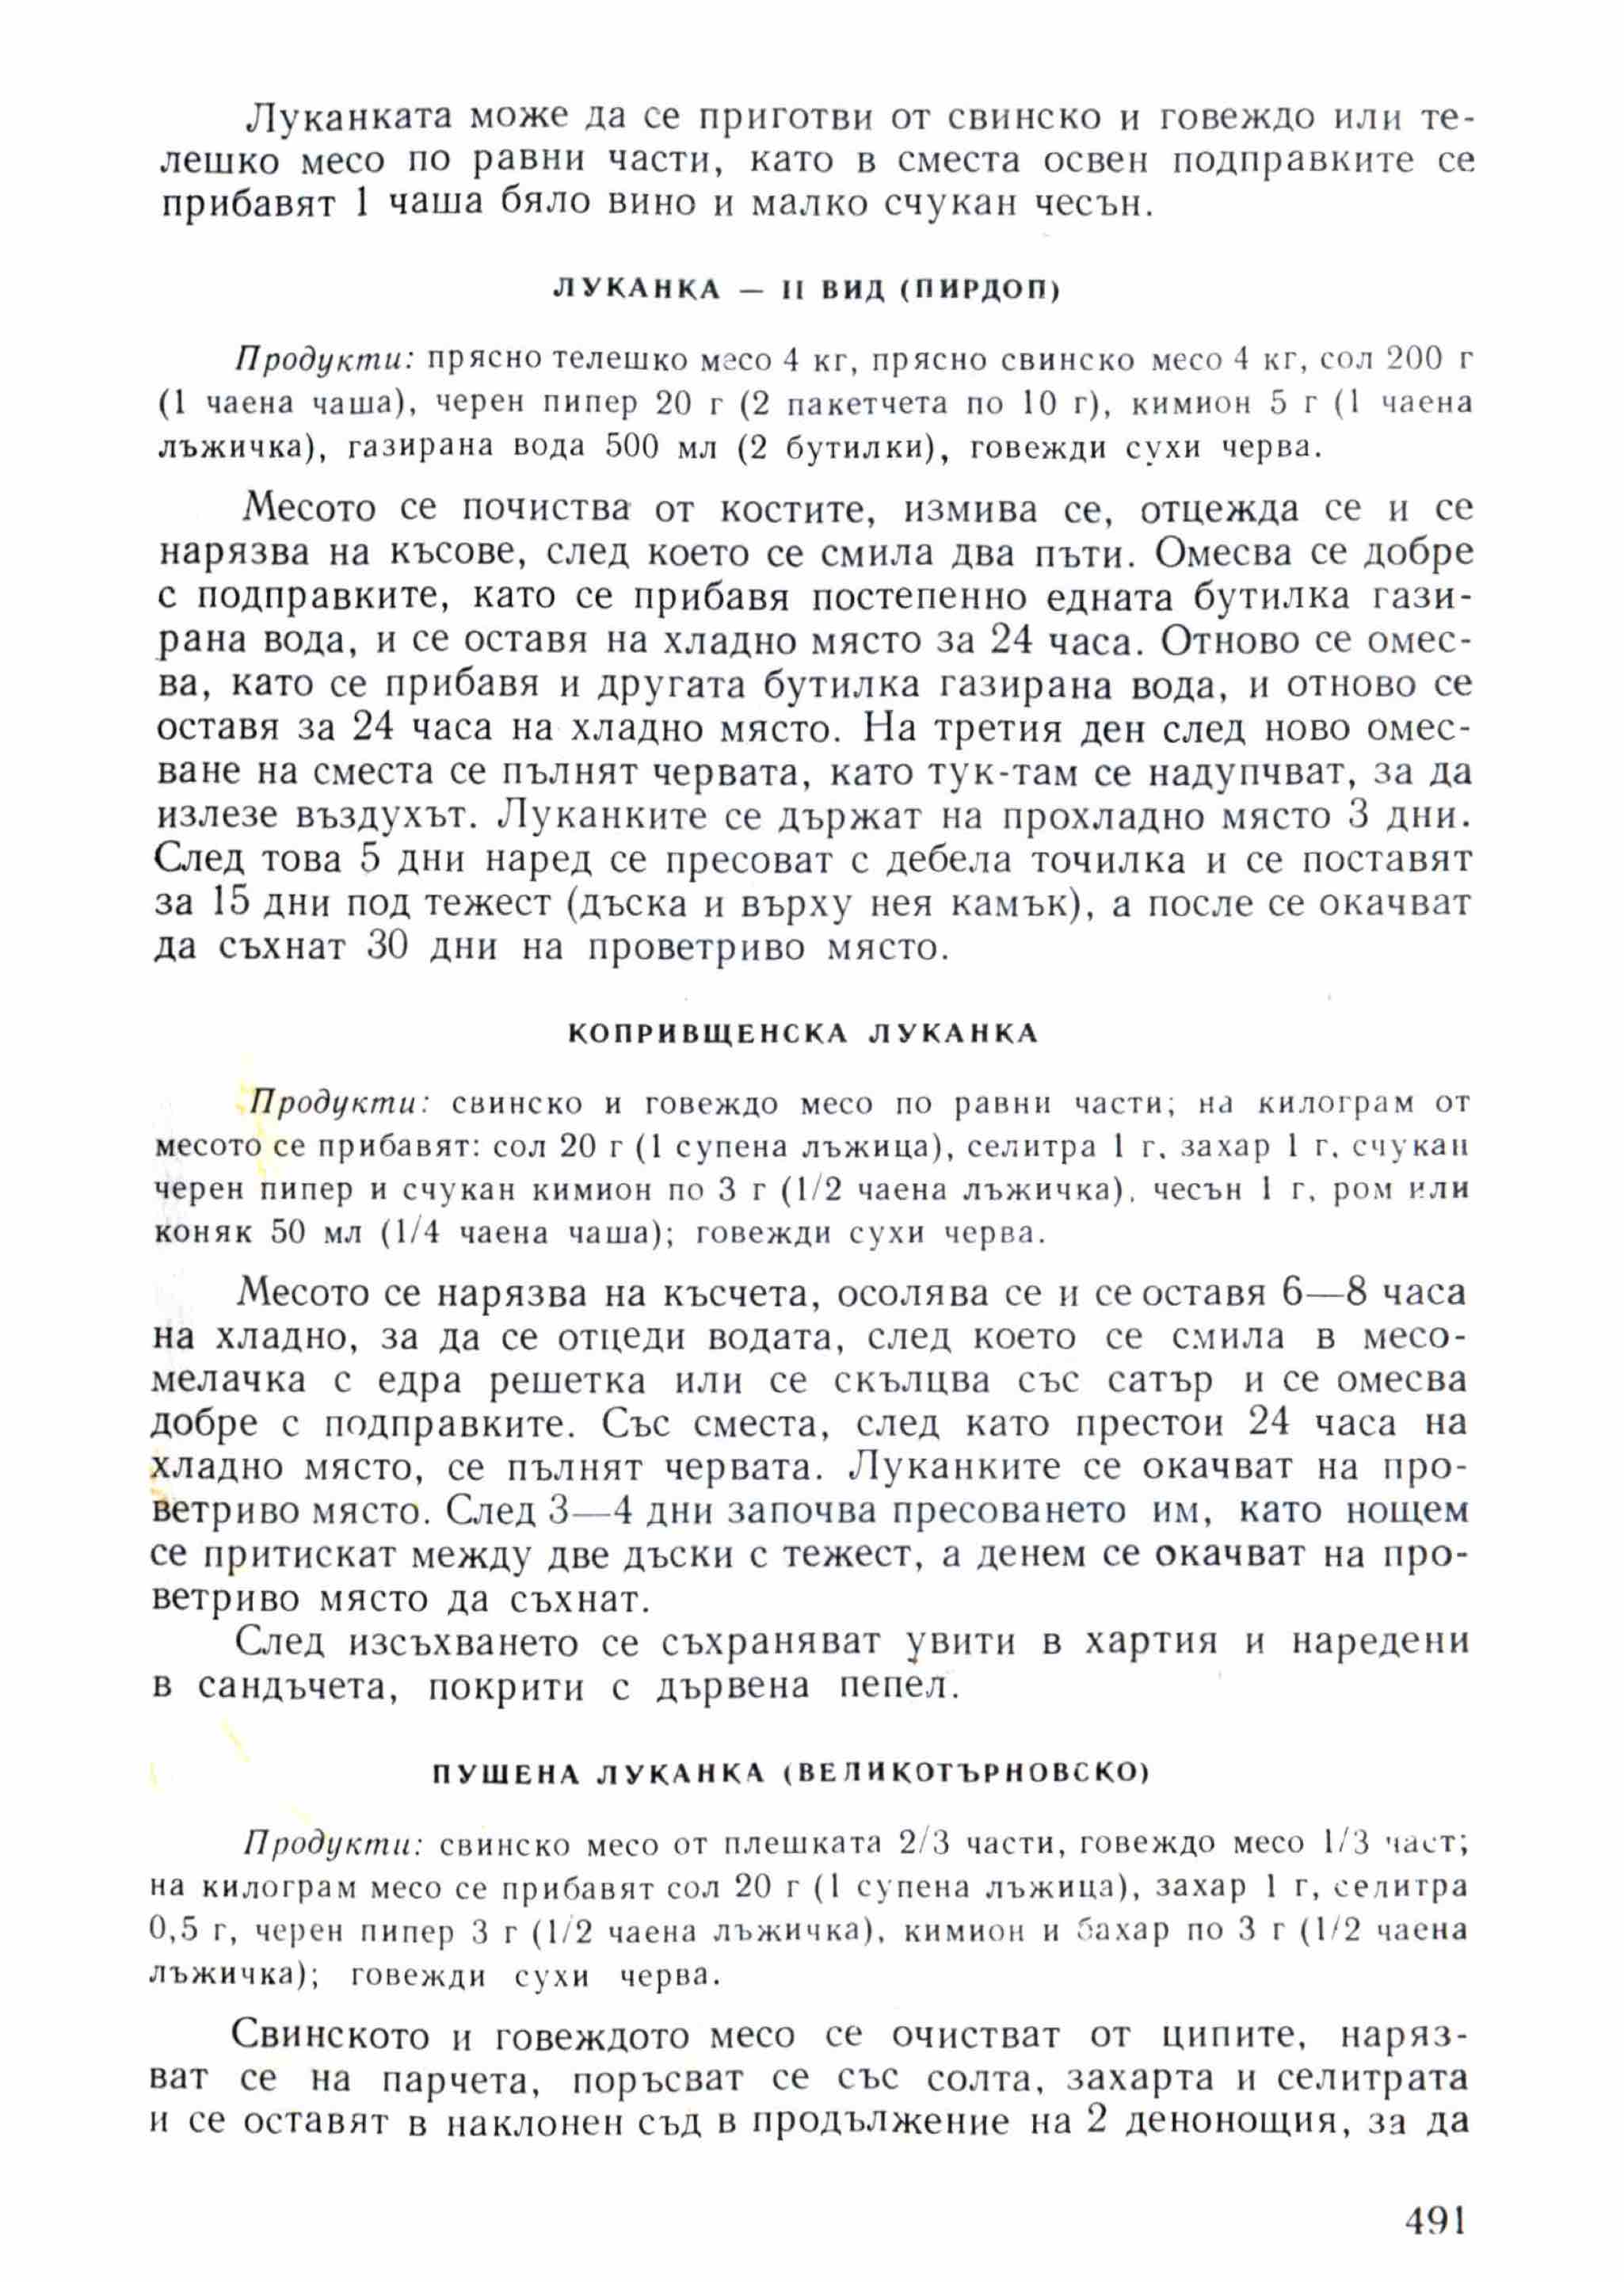 Луканката може да се приготви от свинско и говеждо или те-
лешко месо по равни части, като в сместа освен подправките се
прибавят 1 чаша бяло вино и малко счукан чесън.
ЛУКАНКА — II ВИД (ПИРДОП)
Продукти: прясно телешко месо 4 кг, прясно свинско месо 4 кг, сол 200 г
(1 чаена чаша), черен пипер 20 г (2 пакетчета по 10 г), кимион 5 г (1 чаена
лъжичка), газирана вода 500 мл (2 бутилки), говежди сухи черва.
Месото се почиства от костите, измива се, отцежда се и се
нарязва на късове, след което се смила два пъти. Омесва се добре
с подправките, като се прибавя постепенно едната бутилка гази-
рана вода, и се оставя на хладно място за 24 часа. Отново се омес-
ва, като се прибавя и другата бутилка газирана вода, и отново се
оставя за 24 часа на хладно място. На третия ден след ново омес-
ване на сместа се пълнят червата, като тук-там се надупчват, за да
излезе въздухът. Луканките се държат на прохладно място 3 дни.
След това 5 дни наред се пресоват с дебела точилка и се поставят
за 15 дни под тежест (дъска и върху нея камък), а после се окачват
да съхнат 30 дни на проветриво място.
КОПРИВЩЕНСКА ЛУКАНКА
Продукти: свинско и говеждо месо по равни части; на килограм от
месото се прибавят: сол 20 г (1 супена лъжица), селитра 1 г, захар 1 г, счукан
черен пипер и счукан кимион по 3 г (1/2 чаена лъжичка), чесън 1 г, ром или
коняк 50 мл (1/4 чаена чаша); говежди сухи черва.
Месото се нарязва на късчета, осолява се и се оставя 6—8 часа
на хладно, за да се отцеди водата, след което се смила в месо-
мелачка с едра решетка или се скълцва със сатър и се омесва
добре с подправките. Със сместа, след като престои 24 часа на
хладно място, се пълнят червата. Луканките се окачват на про-
ветриво място. След 3—4 дни започва пресоването им, като нощем
се притискат между две дъски с тежест, а денем се окачват на про-
ветриво място да съхнат.
След изсъхването се съхраняват увити в хартия и наредени
в сандъчета, покрити с дървена пепел.
ПУШЕНА ЛУКАНКА (ВЕЛИКОТЪРНОВСКО)
Продукти: свинско месо от плешката 2/3 части, говеждо месо 1/3 част;
на килограм месо се прибавят сол 20 г (1 супена лъжица), захар 1 г, селитра
0,5 г, черен пипер 3 г (1/2 чаена лъжичка), кимион и бахар по 3 г (1/2 чаена
лъжичка); говежди сухи черва.
Свинското и говеждото месо се очистват от ципите, наряз-
ват се на парчета, поръсват се със солта, захарта и селитрата
и се оставят в наклонен съд в продължение на 2 денонощия, за да
491